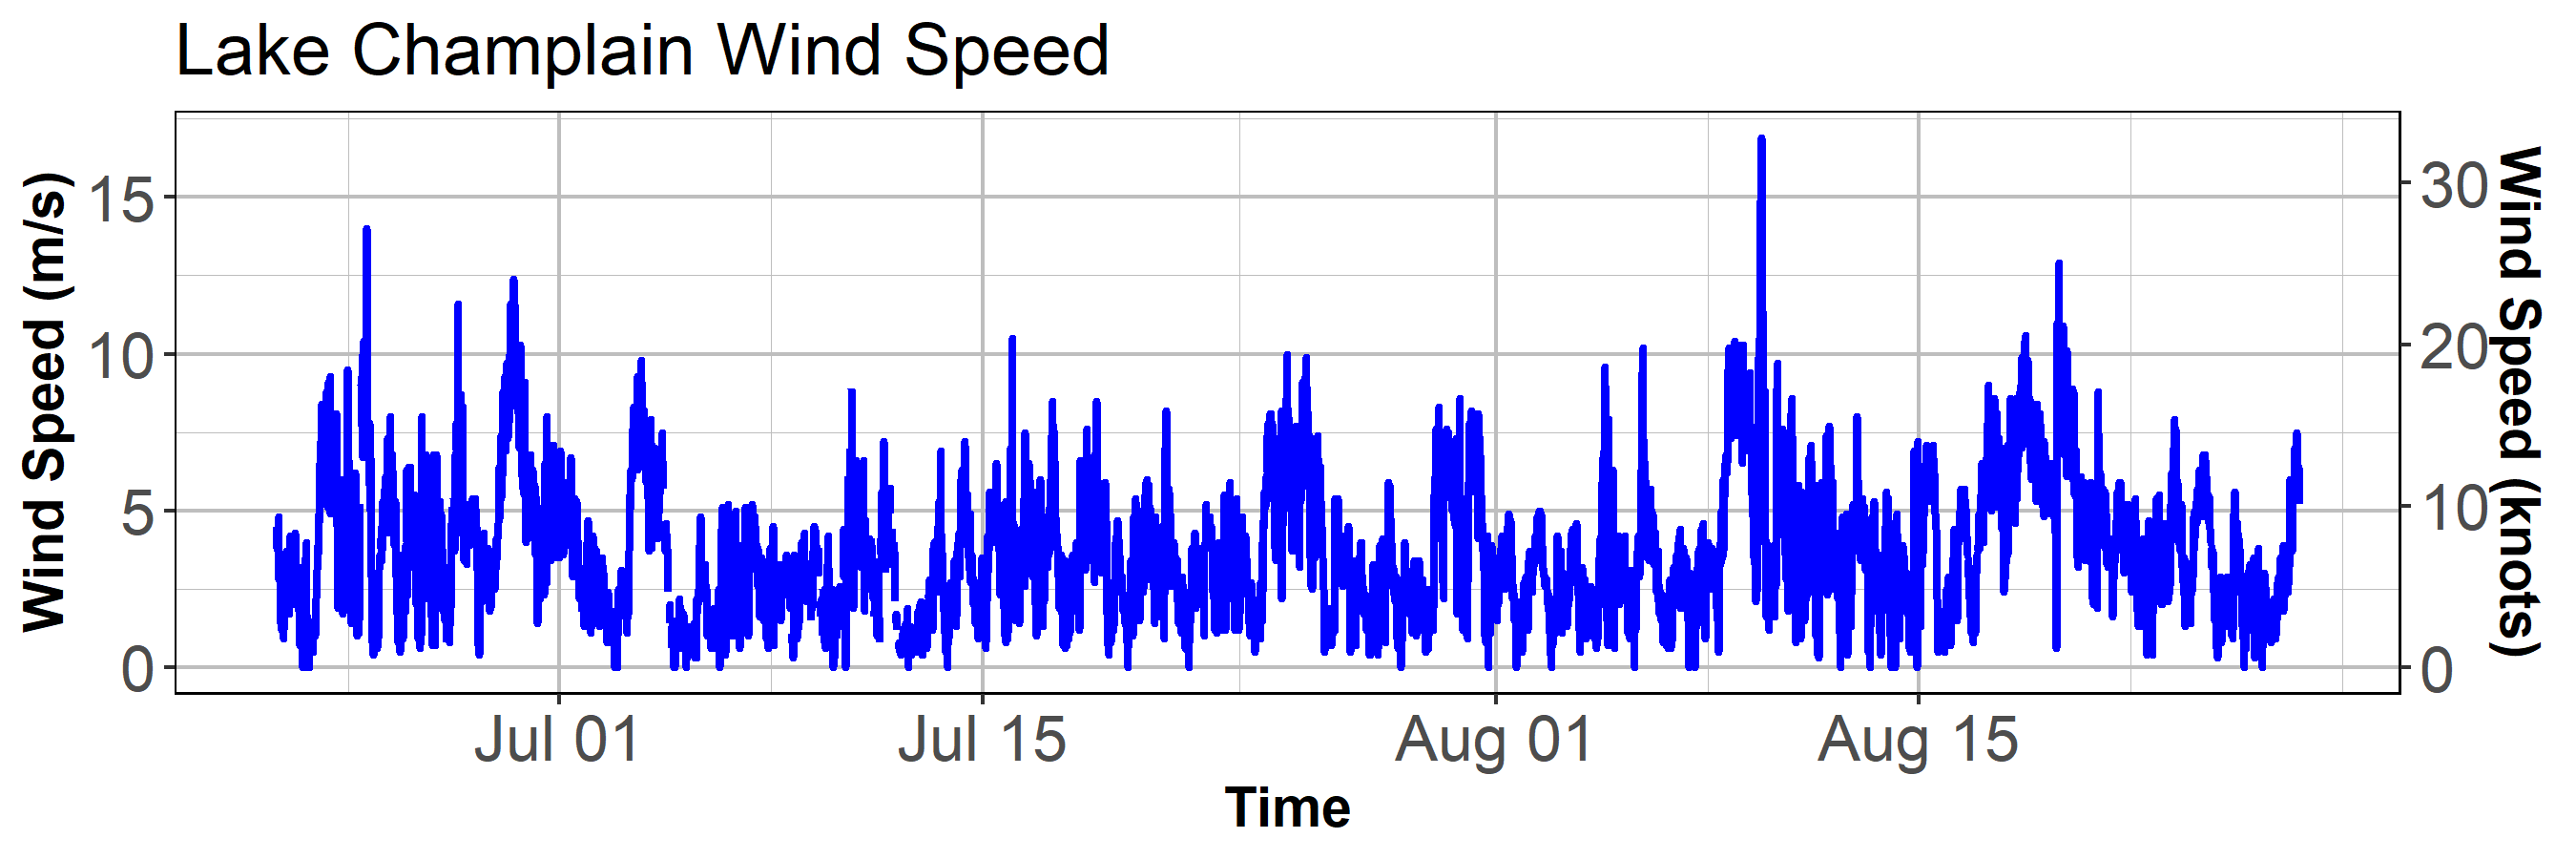 Lake Champlain Wind Speed
Wind Speed (m/s)
15
10
5
0
30
20
10
0
Wind Speed (knots)
Jul 01
Jul 15
Aug 01
Aug 15
Time